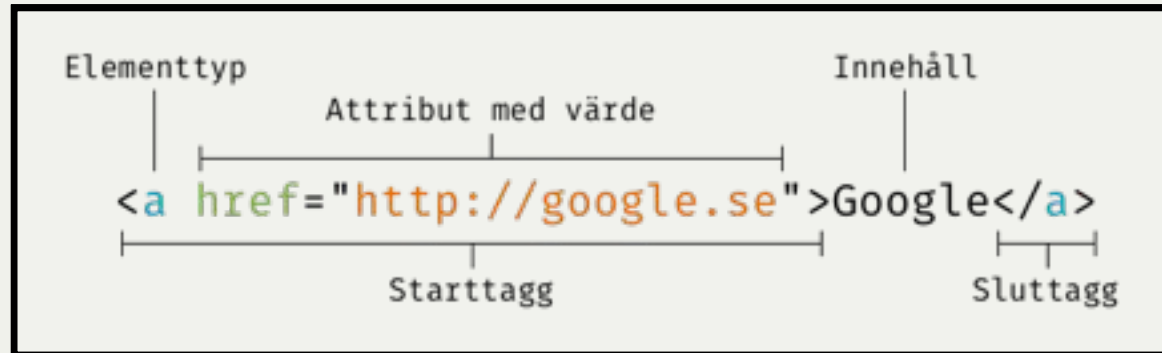 Elementtyp
Innehåll
Attribut med värde
<a href="http://google.se">Google</a>
Starttagg
Sluttagg